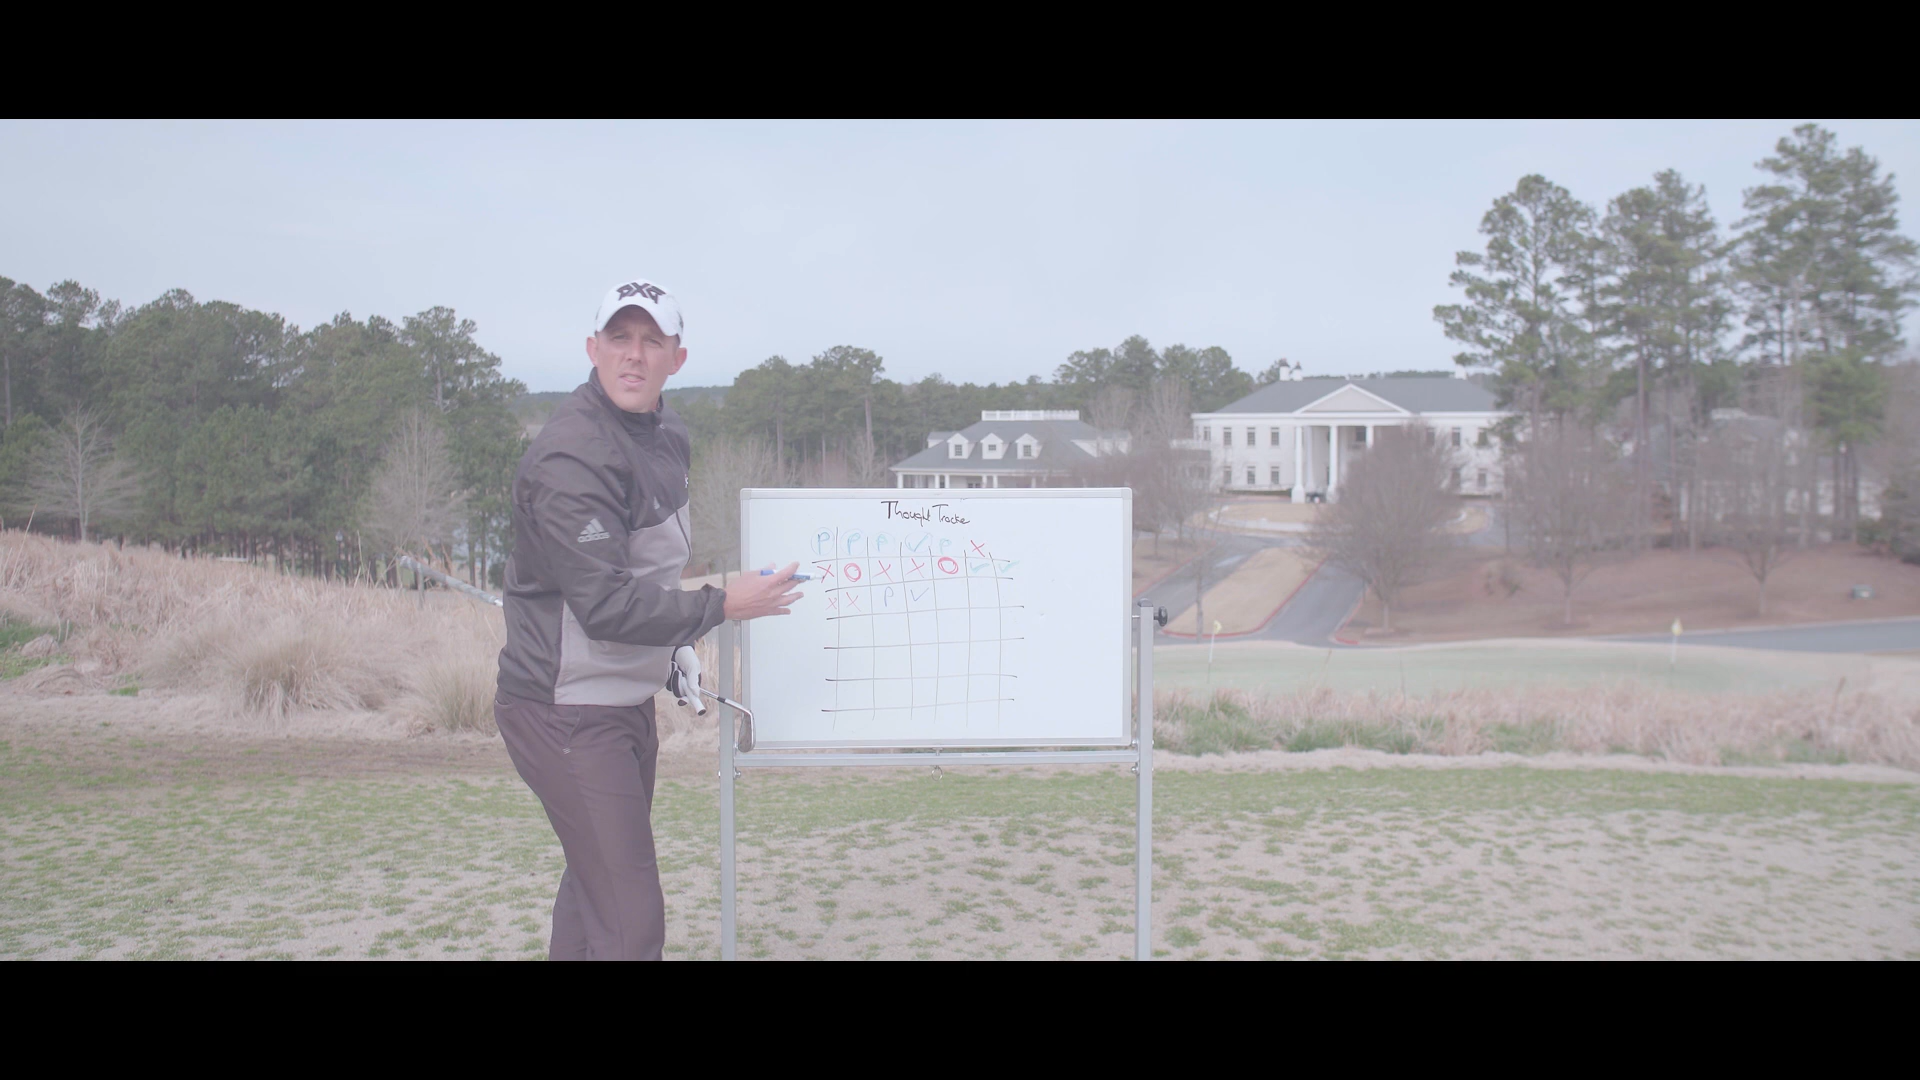 PXG
adidas
Thought Tracker
P P P ✓ P X
X O X X O ✓ ✓
X X P ✓